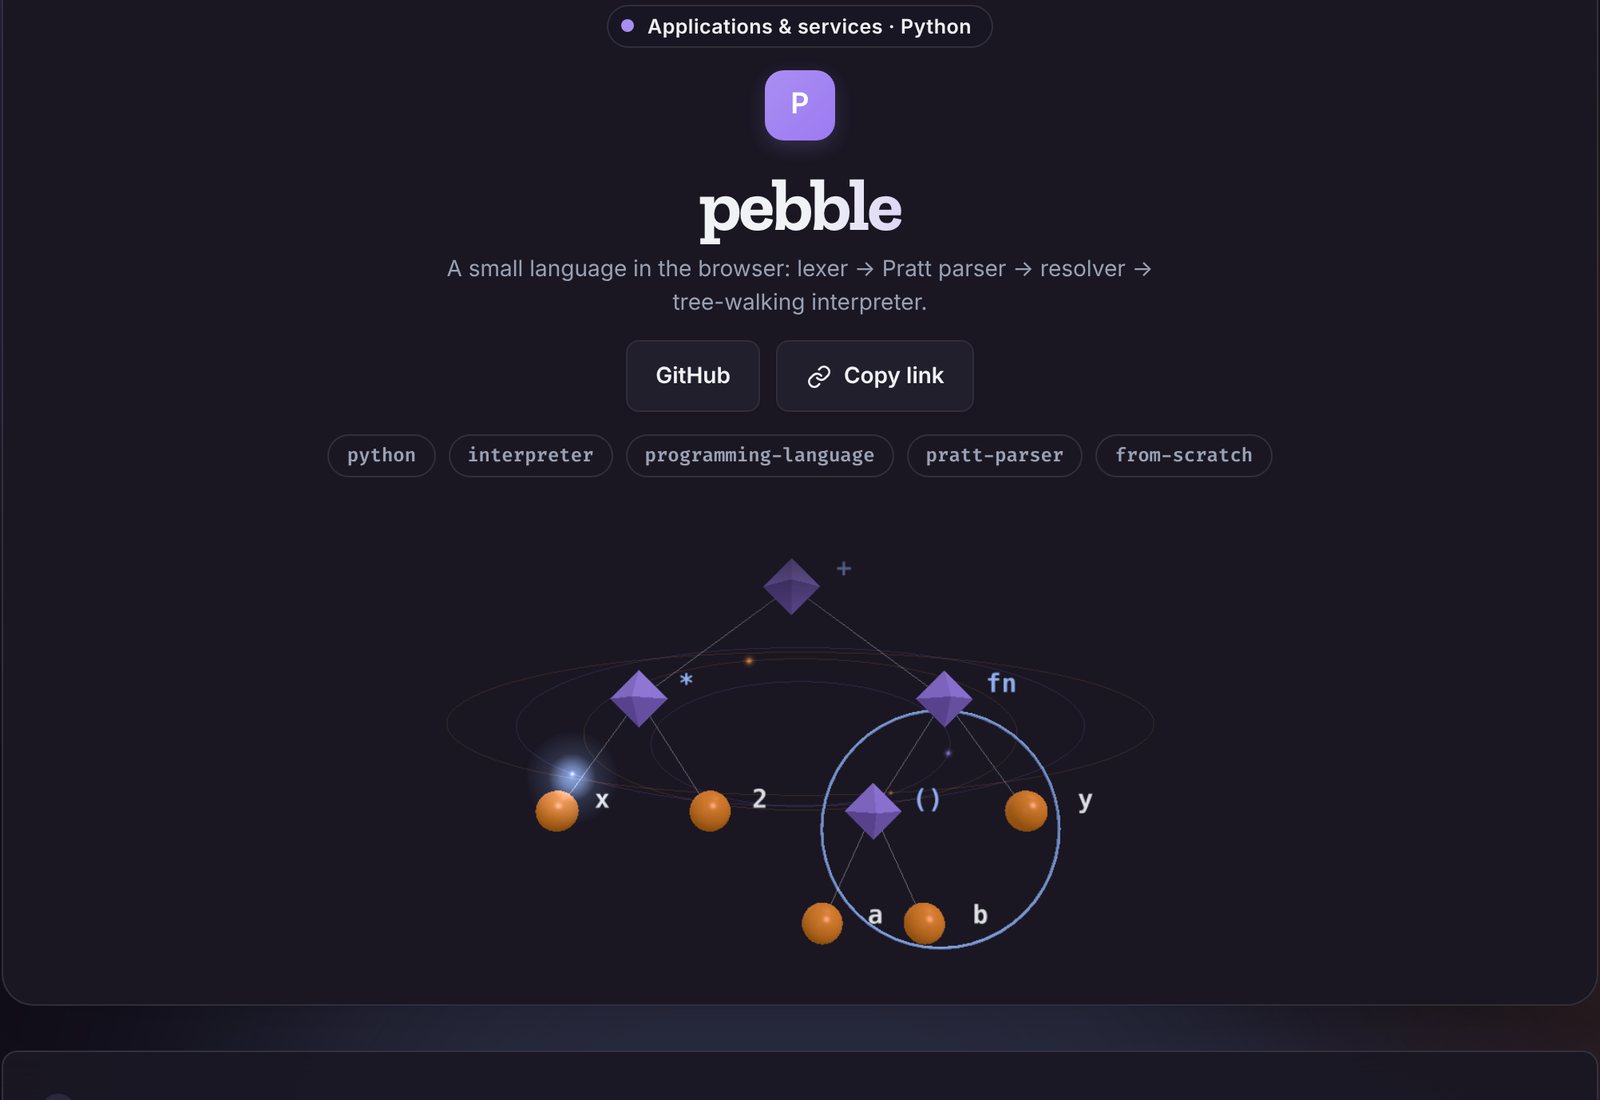 Applications & services · Python
P
pebble
A small language in the browser: lexer → Pratt parser → resolver →
tree-walking interpreter.
GitHub
Copy link
python
interpreter
programming-language
pratt-parser
from-scratch
+
*
fn
x
2
()
y
a
b